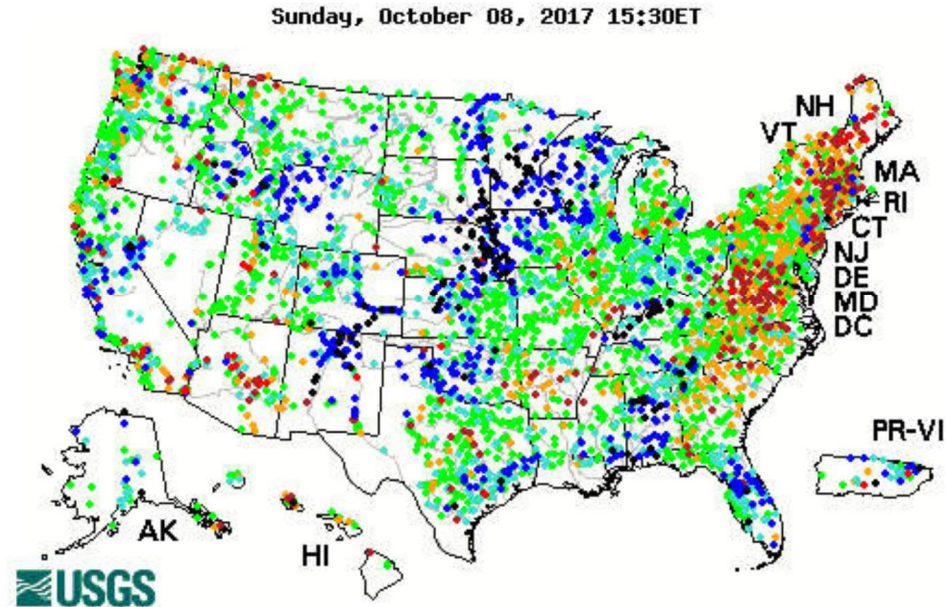 Sunday, October 08, 2017 15:30ET
NH
VT
MA
RI
CT
NJ
DE
MD
DC
PR-VI
AK
HI
USGS